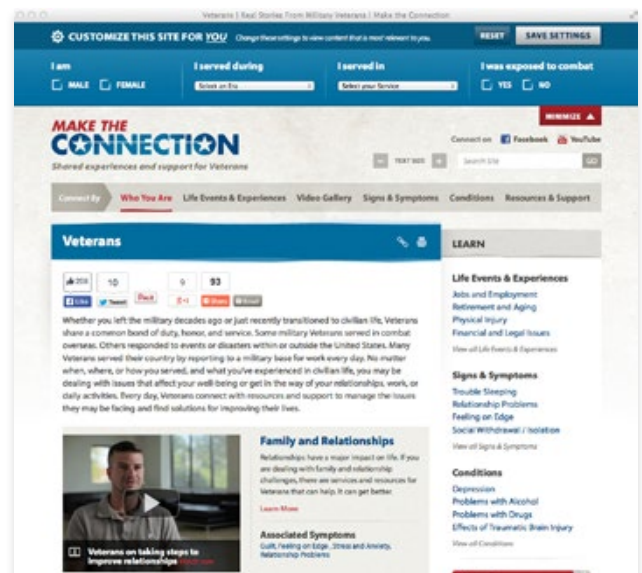 Veterans | Real Stories From Military Veterans | Make the Connection
CUSTOMIZE THIS SITE FOR YOU Change these settings to view content that is most relevant to you. RESET SAVE SETTINGS
I am I served during I served in I was exposed to combat
MALE FEMALE Select an Era Select your Service YES NO
MINIMIZE
MAKE THE
CONNECTION
Shared experiences and support for Veterans
Connect on Facebook YouTube
TEXT SIZE Search Site GO
Connect By Who You Are Life Events & Experiences Video Gallery Signs & Symptoms Conditions Resources & Support
Veterans
10 9 93
Like Tweet Pin it +1 Share Email
Whether you left the military decades ago or just recently transitioned to civilian life, Veterans
share a common bond of duty, honor, and service. Some military Veterans served in combat
overseas. Others responded to events or disasters within or outside the United States. Many
Veterans served their country by reporting to a military base for work every day. No matter
when, where, or how you served, and what you've experienced in civilian life, you may be
dealing with issues that affect your well-being or get in the way of your relationships, work, or
daily activities. Every day, Veterans connect with resources and support to manage the issues
they may be facing and find solutions for improving their lives.
Veterans on taking steps to
improve relationships
Family and Relationships
Relationships have a major impact on life. If you
are dealing with family and relationship
challenges, there are services and resources for
Veterans that can help. It can get better.
Learn More
Associated Symptoms
Guilt, Feeling on Edge, Stress and Anxiety,
Relationship Problems
LEARN
Life Events & Experiences
Jobs and Employment
Retirement and Aging
Physical Injury
Financial and Legal Issues
View all Life Events & Experiences
Signs & Symptoms
Trouble Sleeping
Relationship Problems
Feeling on Edge
Social Withdrawal / Isolation
View all Signs & Symptoms
Conditions
Depression
Problems with Alcohol
Problems with Drugs
Effects of Traumatic Brain Injury
View all Conditions